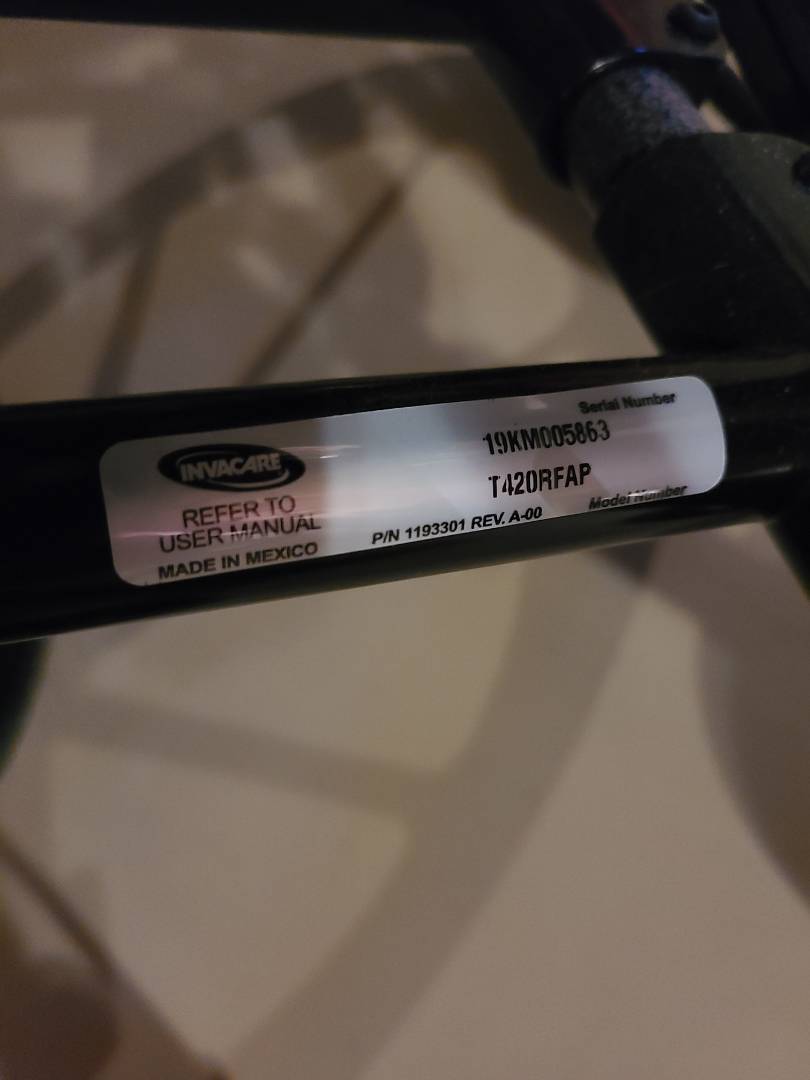 INVACARE
REFER TO
USER MANUAL
MADE IN MEXICO
Serial Number
19KM005863
T420RFAP
Model Number
P/N 1193301 REV. A-00